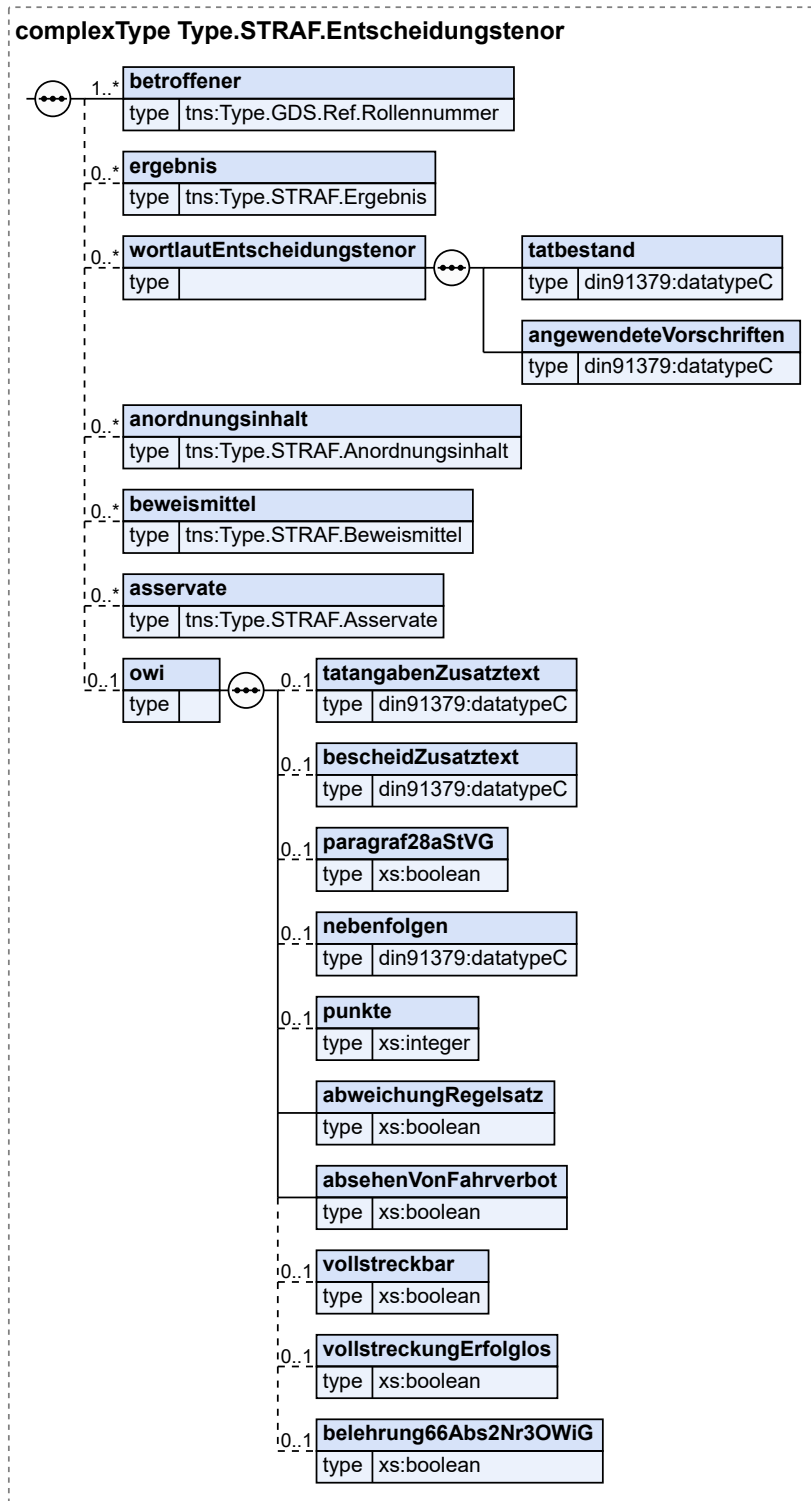 complexType Type.STRAF.Entscheidungstenor
1..* betroffener
type tns:Type.GDS.Ref.Rollennummer
0..* ergebnis
type tns:Type.STRAF.Ergebnis
0..* wortlautEntscheidungstenor
type
tatbestand
type din91379:datatypeC
angewendeteVorschriften
type din91379:datatypeC
0..* anordnungsinhalt
type tns:Type.STRAF.Anordnungsinhalt
0..* beweismittel
type tns:Type.STRAF.Beweismittel
0..* asservate
type tns:Type.STRAF.Asservate
0..1 owi
type
0..1 tatangabenZusatztext
type din91379:datatypeC
0..1 bescheidZusatztext
type din91379:datatypeC
0..1 paragraf28aStVG
type xs:boolean
0..1 nebenfolgen
type din91379:datatypeC
0..1 punkte
type xs:integer
abweichungRegelsatz
type xs:boolean
absehenVonFahrverbot
type xs:boolean
0..1 vollstreckbar
type xs:boolean
0..1 vollstreckungErfolglos
type xs:boolean
0..1 belehrung66Abs2Nr3OWiG
type xs:boolean